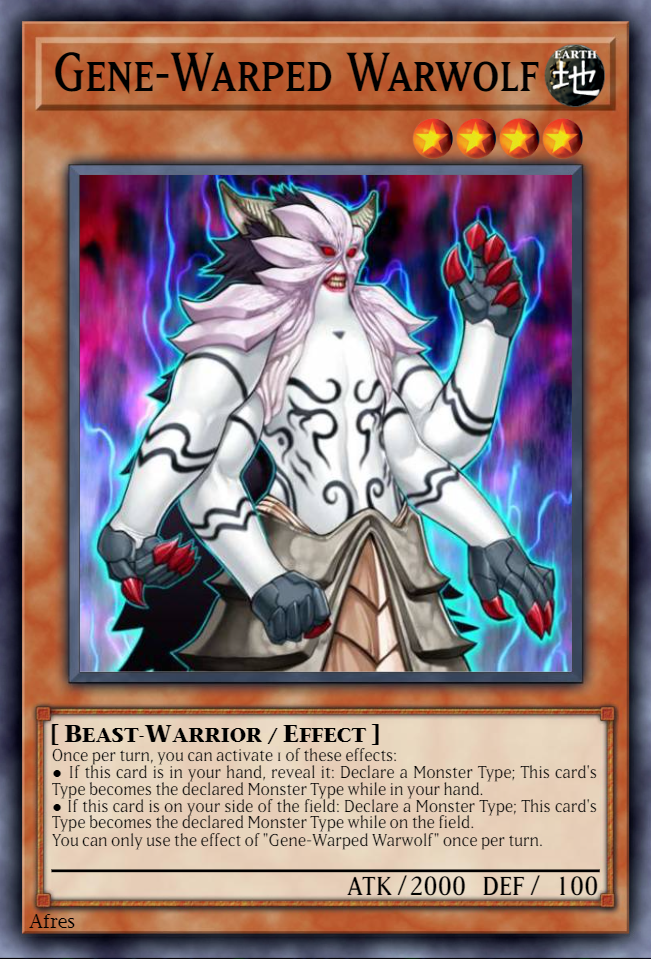 Gene-Warped Warwolf
EARTH
地
[ Beast-Warrior / Effect ]
Once per turn, you can activate 1 of these effects:
● If this card is in your hand, reveal it: Declare a Monster Type; This card's
Type becomes the declared Monster Type while in your hand.
● If this card is on your side of the field: Declare a Monster Type; This card's
Type becomes the declared Monster Type while on the field.
You can only use the effect of "Gene-Warped Warwolf" once per turn.
ATK / 2000 DEF / 100
Afres